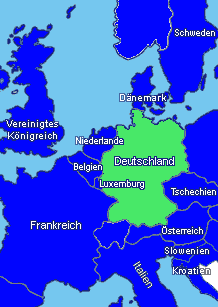 Schweden
Dänemark
Vereinigtes
Königreich
Niederlande
Deutschland
Belgien
Luxemburg
Tschechien
Frankreich
Österreich
Slowenien
Kroatien
Italien